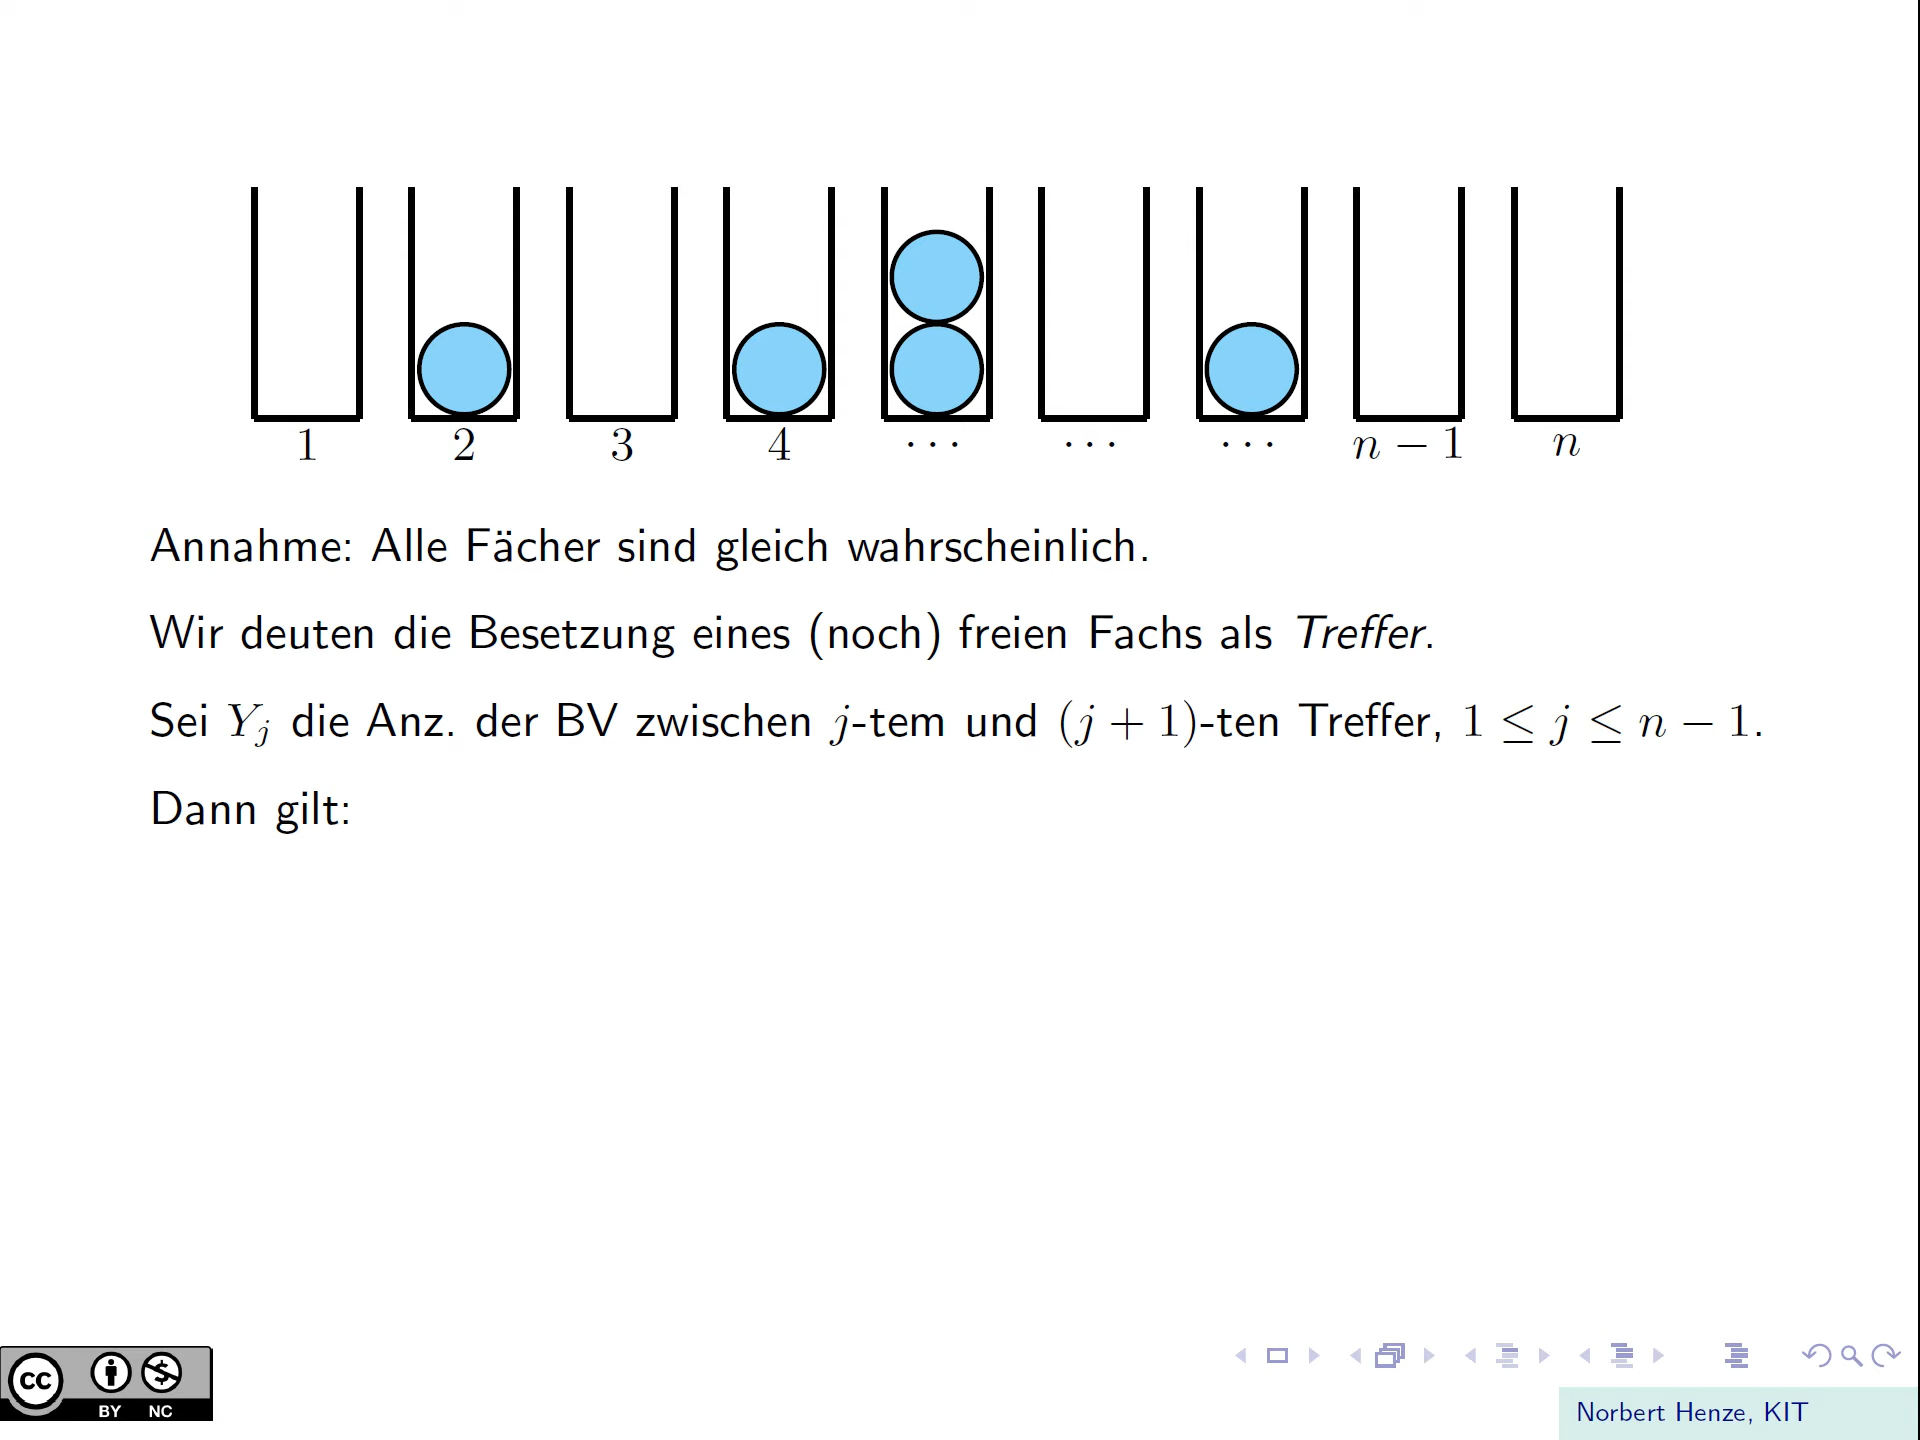 1 2 3 4 ··· ··· ··· n − 1 n
Annahme: Alle Fächer sind gleich wahrscheinlich.
Wir deuten die Besetzung eines (noch) freien Fachs als Treffer.
Sei Y_j die Anz. der BV zwischen j-tem und (j + 1)-ten Treffer, 1 ≤ j ≤ n − 1.
Dann gilt:
cc
BY NC
Norbert Henze, KIT